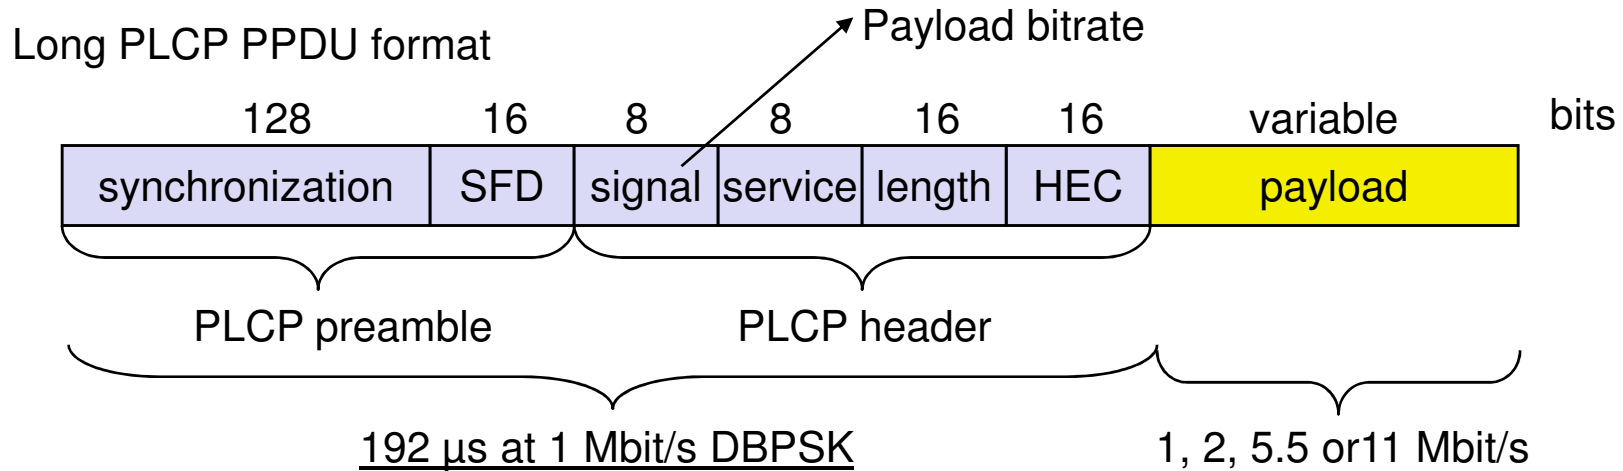 Payload bitrate
Long PLCP PPDU format
128 16 8 8 16 16 variable bits
synchronization SFD signal service length HEC payload
PLCP preamble PLCP header
192 µs at 1 Mbit/s DBPSK 1, 2, 5.5 or11 Mbit/s